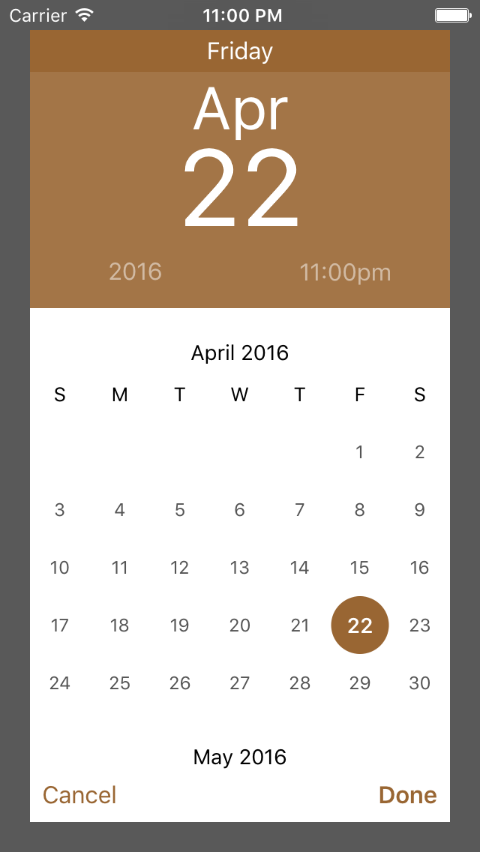 Carrier 11:00 PM
Friday
Apr
22
2016 11:00pm
April 2016
S M T W T F S
1 2
3 4 5 6 7 8 9
10 11 12 13 14 15 16
17 18 19 20 21 22 23
24 25 26 27 28 29 30
May 2016
Cancel Done